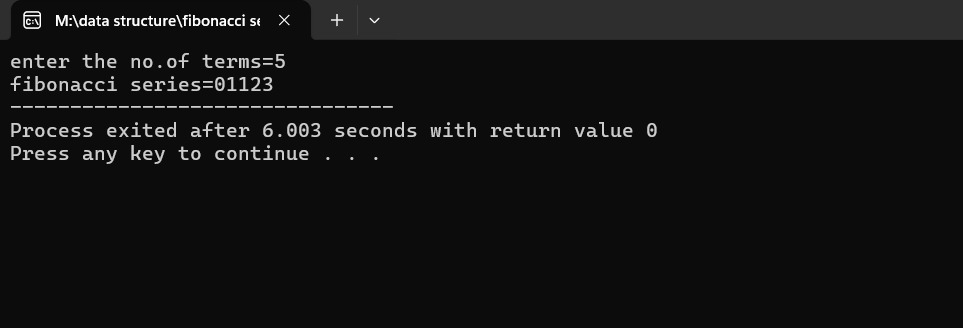 M:\data structure\fibonacci se
enter the no.of terms=5
fibonacci series=01123
--------------------------------
Process exited after 6.003 seconds with return value 0
Press any key to continue . . .